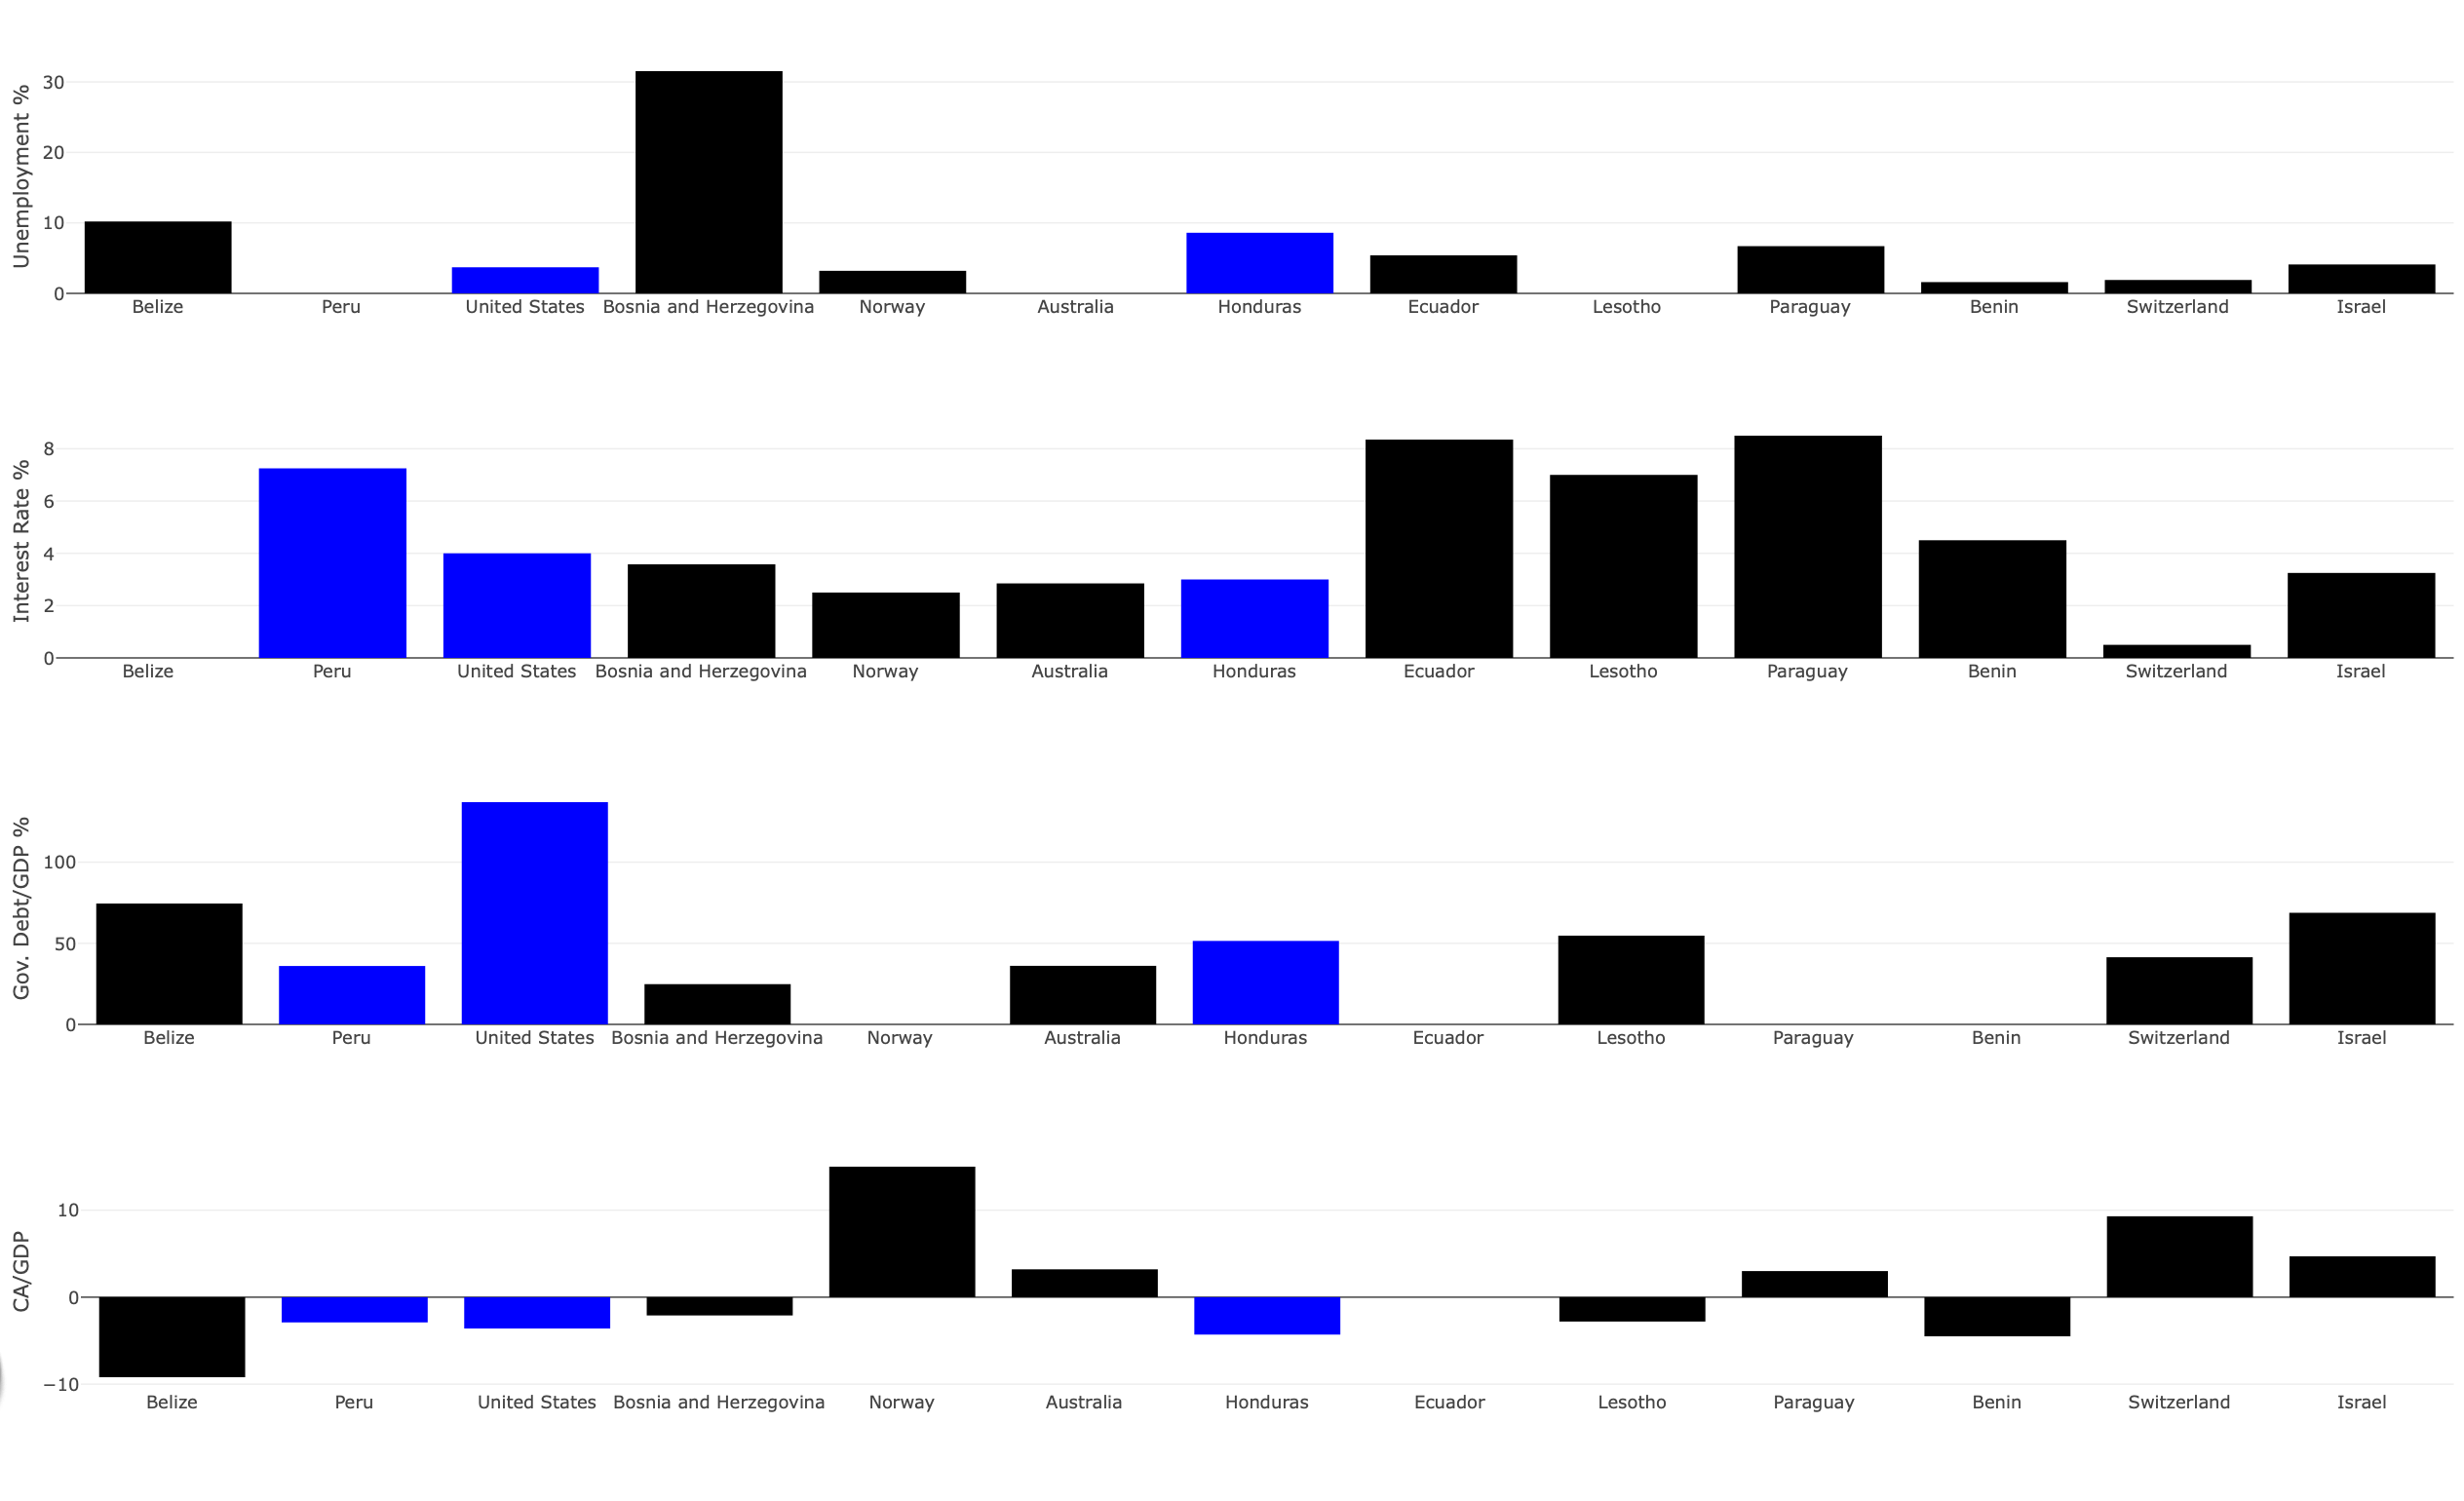 Unemployment %
30
20
10
0
Belize Peru United States Bosnia and Herzegovina Norway Australia Honduras Ecuador Lesotho Paraguay Benin Switzerland Israel
Interest Rate %
8
6
4
2
0
Belize Peru United States Bosnia and Herzegovina Norway Australia Honduras Ecuador Lesotho Paraguay Benin Switzerland Israel
Gov. Debt/GDP %
100
50
0
Belize Peru United States Bosnia and Herzegovina Norway Australia Honduras Ecuador Lesotho Paraguay Benin Switzerland Israel
CA/GDP
10
0
−10
Belize Peru United States Bosnia and Herzegovina Norway Australia Honduras Ecuador Lesotho Paraguay Benin Switzerland Israel